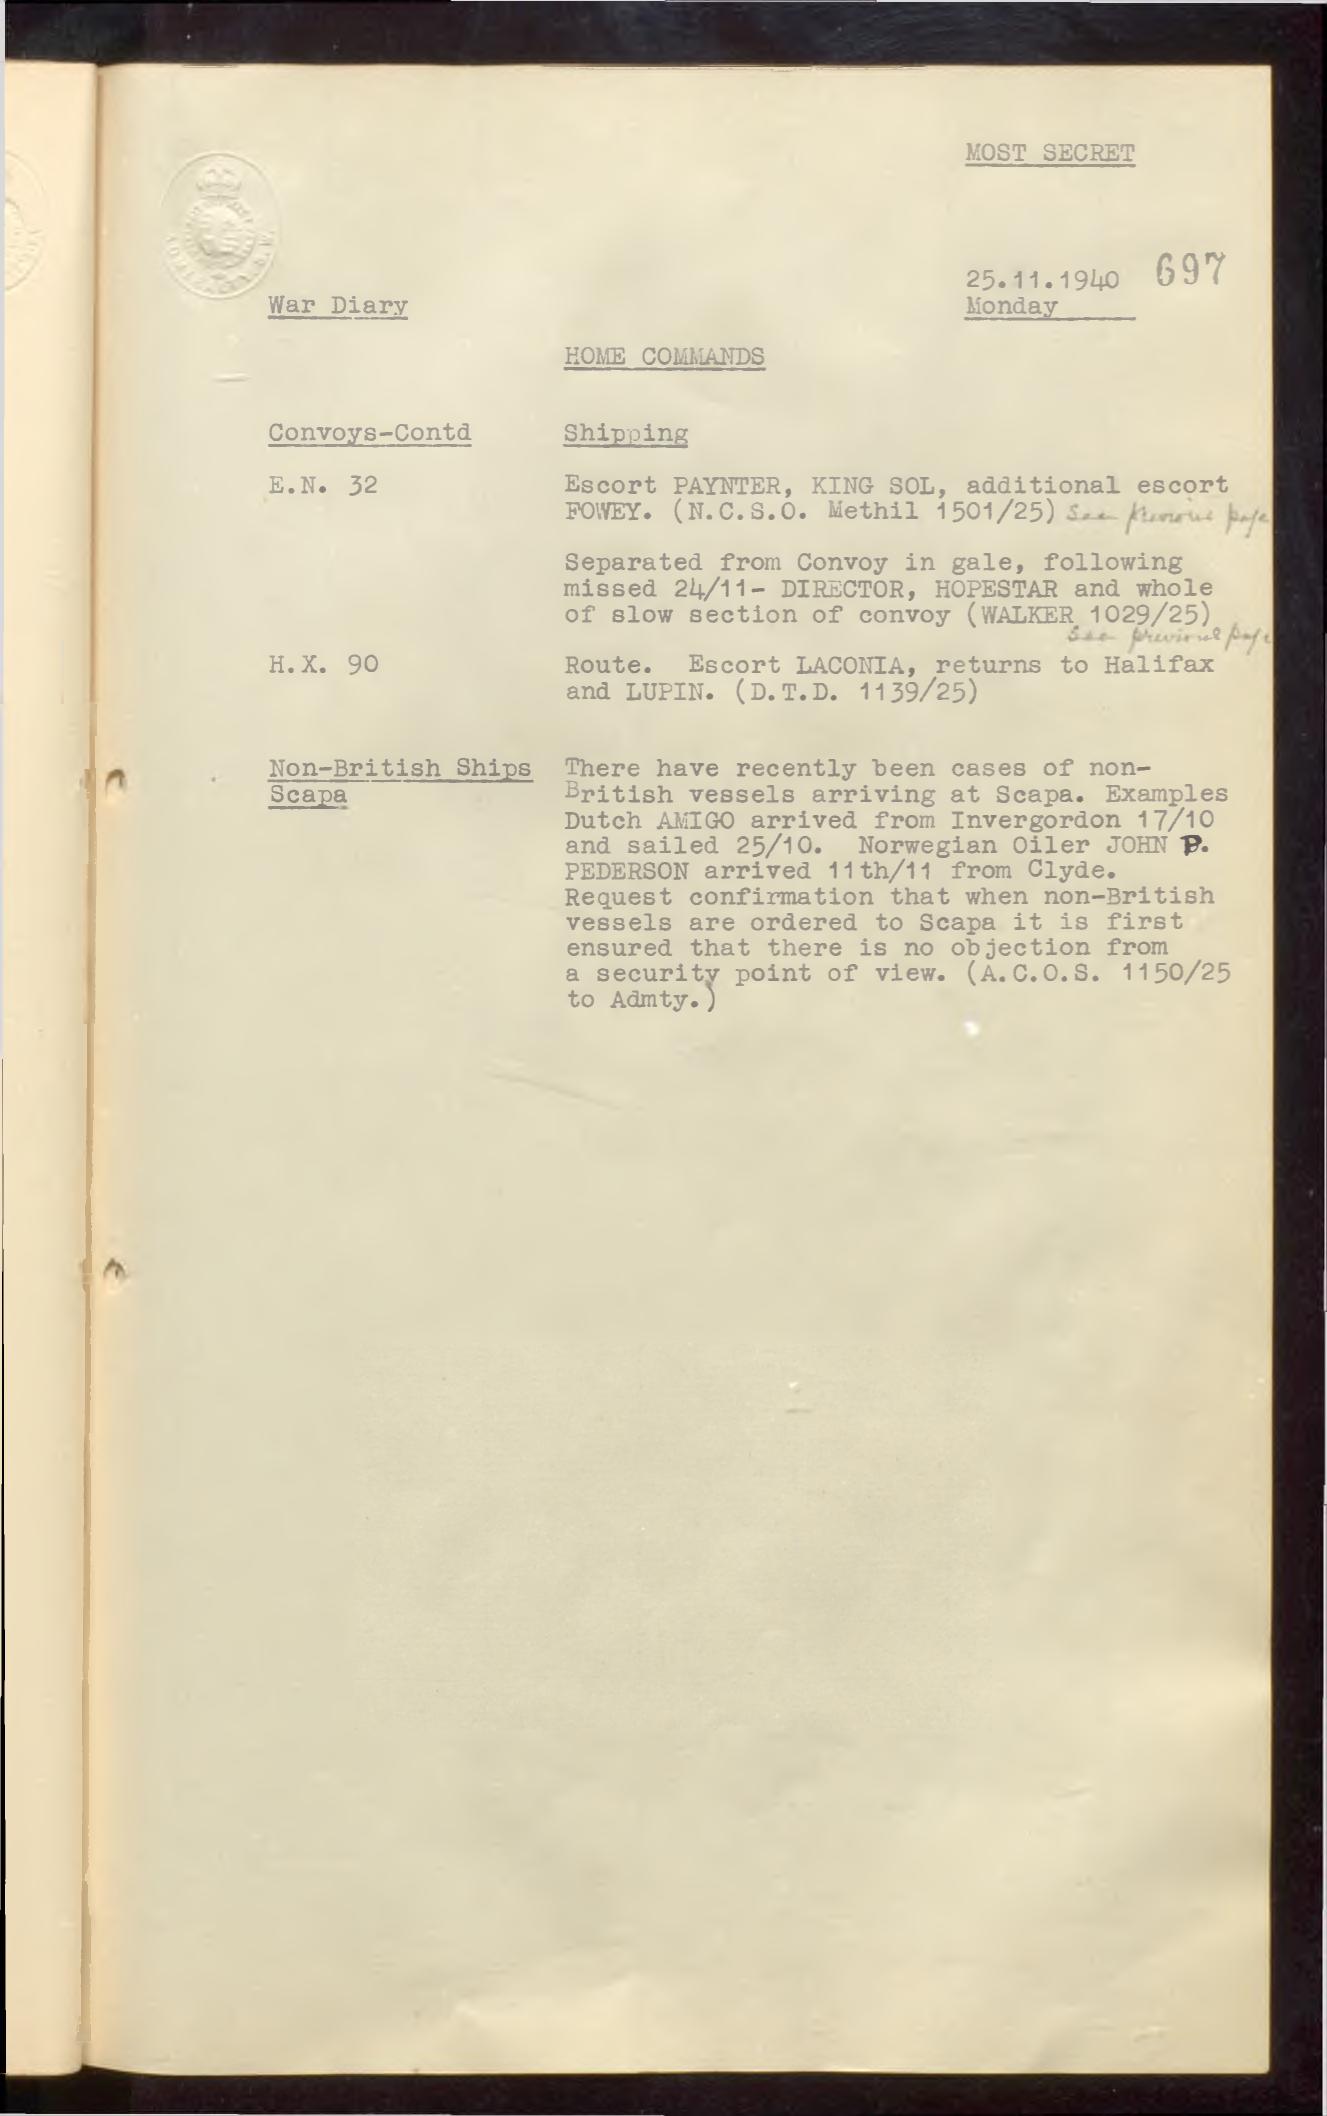 MOST SECRET
25.11.1940 697
War Diary
Monday
HOME COMMANDS
Convoys-Contd Shipping
E.N. 32 Escort PAYNTER, KING SOL, additional escort
FOWEY. (N.C.S.O. Methil 1501/25) See previous page
Separated from Convoy in gale, following
missed 24/11- DIRECTOR, HOPESTAR and whole
of slow section of convoy (WALKER 1029/25)
See previous page
H.X. 90 Route. Escort LACONIA, returns to Halifax
and LUPIN. (D.T.D. 1139/25)
Non-British Ships There have recently been cases of non-
Scapa British vessels arriving at Scapa. Examples
Dutch AMIGO arrived from Invergordon 17/10
and sailed 25/10. Norwegian Oiler JOHN P.
PEDERSON arrived 11th/11 from Clyde.
Request confirmation that when non-British
vessels are ordered to Scapa it is first
ensured that there is no objection from
a security point of view. (A.C.O.S. 1150/25
to Admty.)